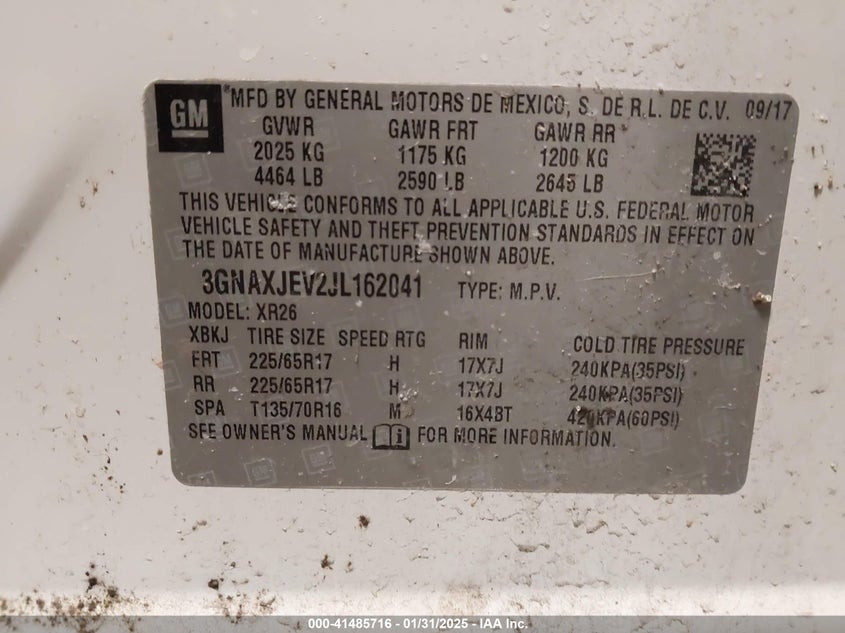 GM *MFD BY GENERAL MOTORS DE MEXICO, S. DE R.L. DE C.V. 09/17
GVWR GAWR FRT GAWR RR*
2025 KG 1175 KG 1200 KG
4464 LB 2590 LB 2645 LB
THIS VEHICLE CONFORMS TO ALL APPLICABLE U.S. FEDERAL MOTOR
VEHICLE SAFETY AND THEFT PREVENTION STANDARDS IN EFFECT ON
THE DATE OF MANUFACTURE SHOWN ABOVE.
3GNAXJEV2JL162041 TYPE: M.P.V.
MODEL: XR26
XBKJ TIRE SIZE SPEED RTG RIM COLD TIRE PRESSURE
FRT 225/65R17 H 17X7J 240KPA(35PSI)
RR 225/65R17 H 17X7J 240KPA(35PSI)
SPA T135/70R16 M 16X4BT 420KPA(60PSI)
SEE OWNER'S MANUAL FOR MORE INFORMATION.
000-41485716 - 01/31/2025 - IAA Inc.